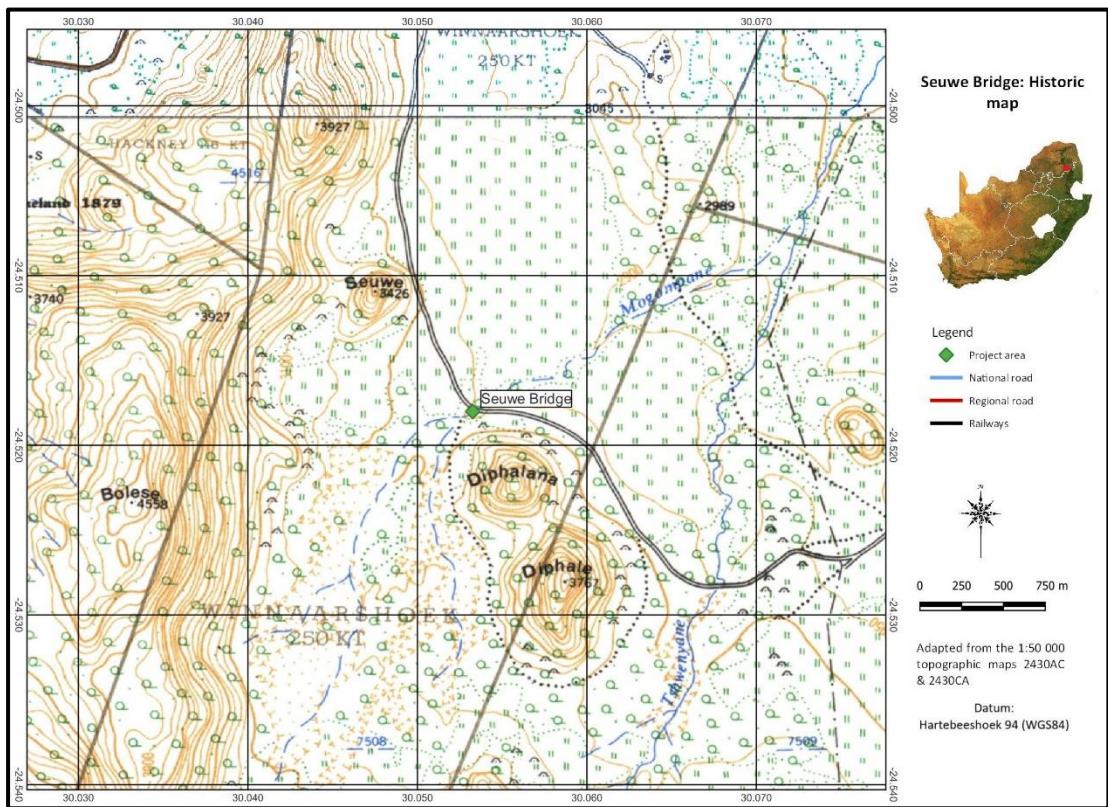 30.030 30.040 30.050 30.060 30.070
WINNAARSHOEK
250 KT
S
-24.500
3045
-24.500
3927
HACKNEY 116 KT
S
4516
eland 1879
2989
-24.510
Seuwe
3426
Mogompane
-24.510
3740
3927
Seuwe Bridge
-24.520
Diphalana
-24.520
Bolese
4558
Diphale
3767
WINNAARSHOEK
250 KT
-24.530
-24.530
Tshwenyane
7508
7509
-24.540
-24.540
30.030 30.040 30.050 30.060 30.070
Seuwe Bridge: Historic
map
Legend
Project area
National road
Regional road
Railways
N
0 250 500 750 m
Adapted from the 1:50 000
topographic maps 2430AC
& 2430CA
Datum:
Hartebeeshoek 94 (WGS84)